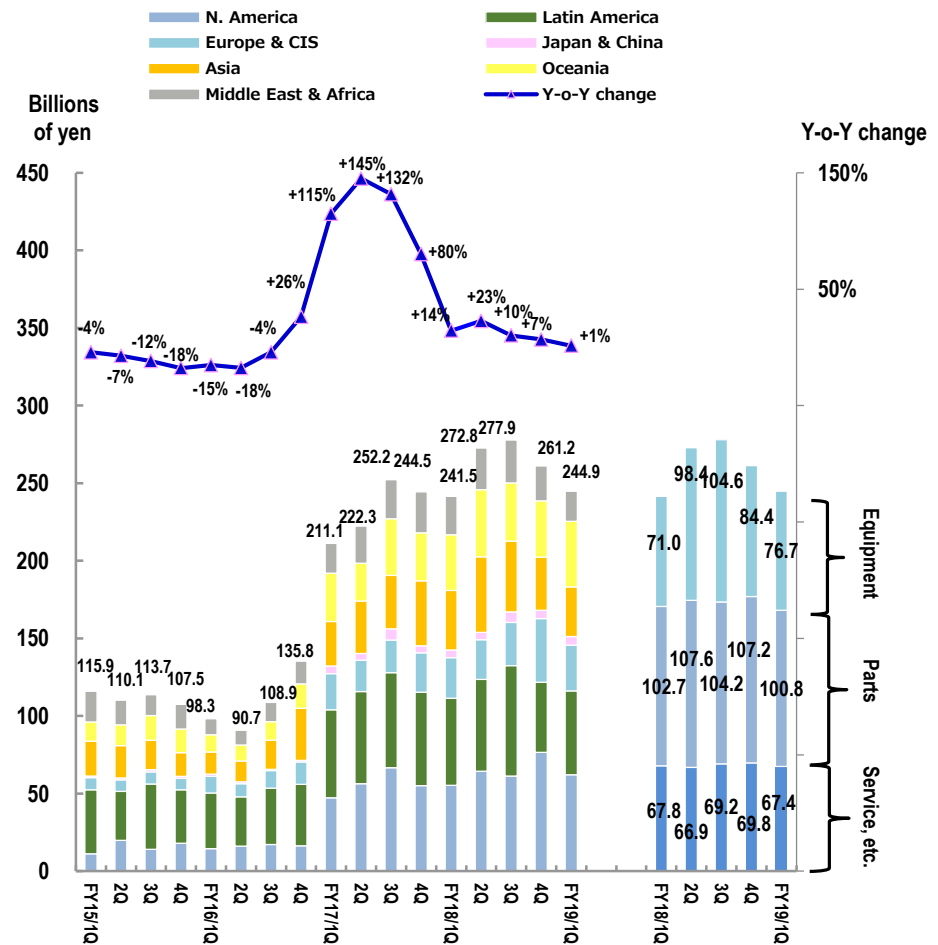 N. America
Latin America
Europe & CIS
Japan & China
Asia
Oceania
Middle East & Africa
Y-o-Y change
Billions
of yen
Y-o-Y change
450
400
350
300
250
200
150
100
50
0
150%
50%
-4%
-7%
-12%
-18%
-15%
-18%
-4%
+26%
+115%
+145%
+132%
+80%
+14%
+23%
+10%
+7%
+1%
115.9
110.1
113.7
107.5
98.3
90.7
108.9
135.8
211.1
222.3
252.2
244.5
241.5
272.8
277.9
261.2
244.9
71.0
98.4
104.6
84.4
76.7
102.7
107.6
104.2
107.2
100.8
67.8
66.9
69.2
69.8
67.4
Equipment
Parts
Service, etc.
FY15/1Q
2Q
3Q
4Q
FY16/1Q
2Q
3Q
4Q
FY17/1Q
2Q
3Q
4Q
FY18/1Q
2Q
3Q
4Q
FY19/1Q
FY18/1Q
2Q
3Q
4Q
FY19/1Q